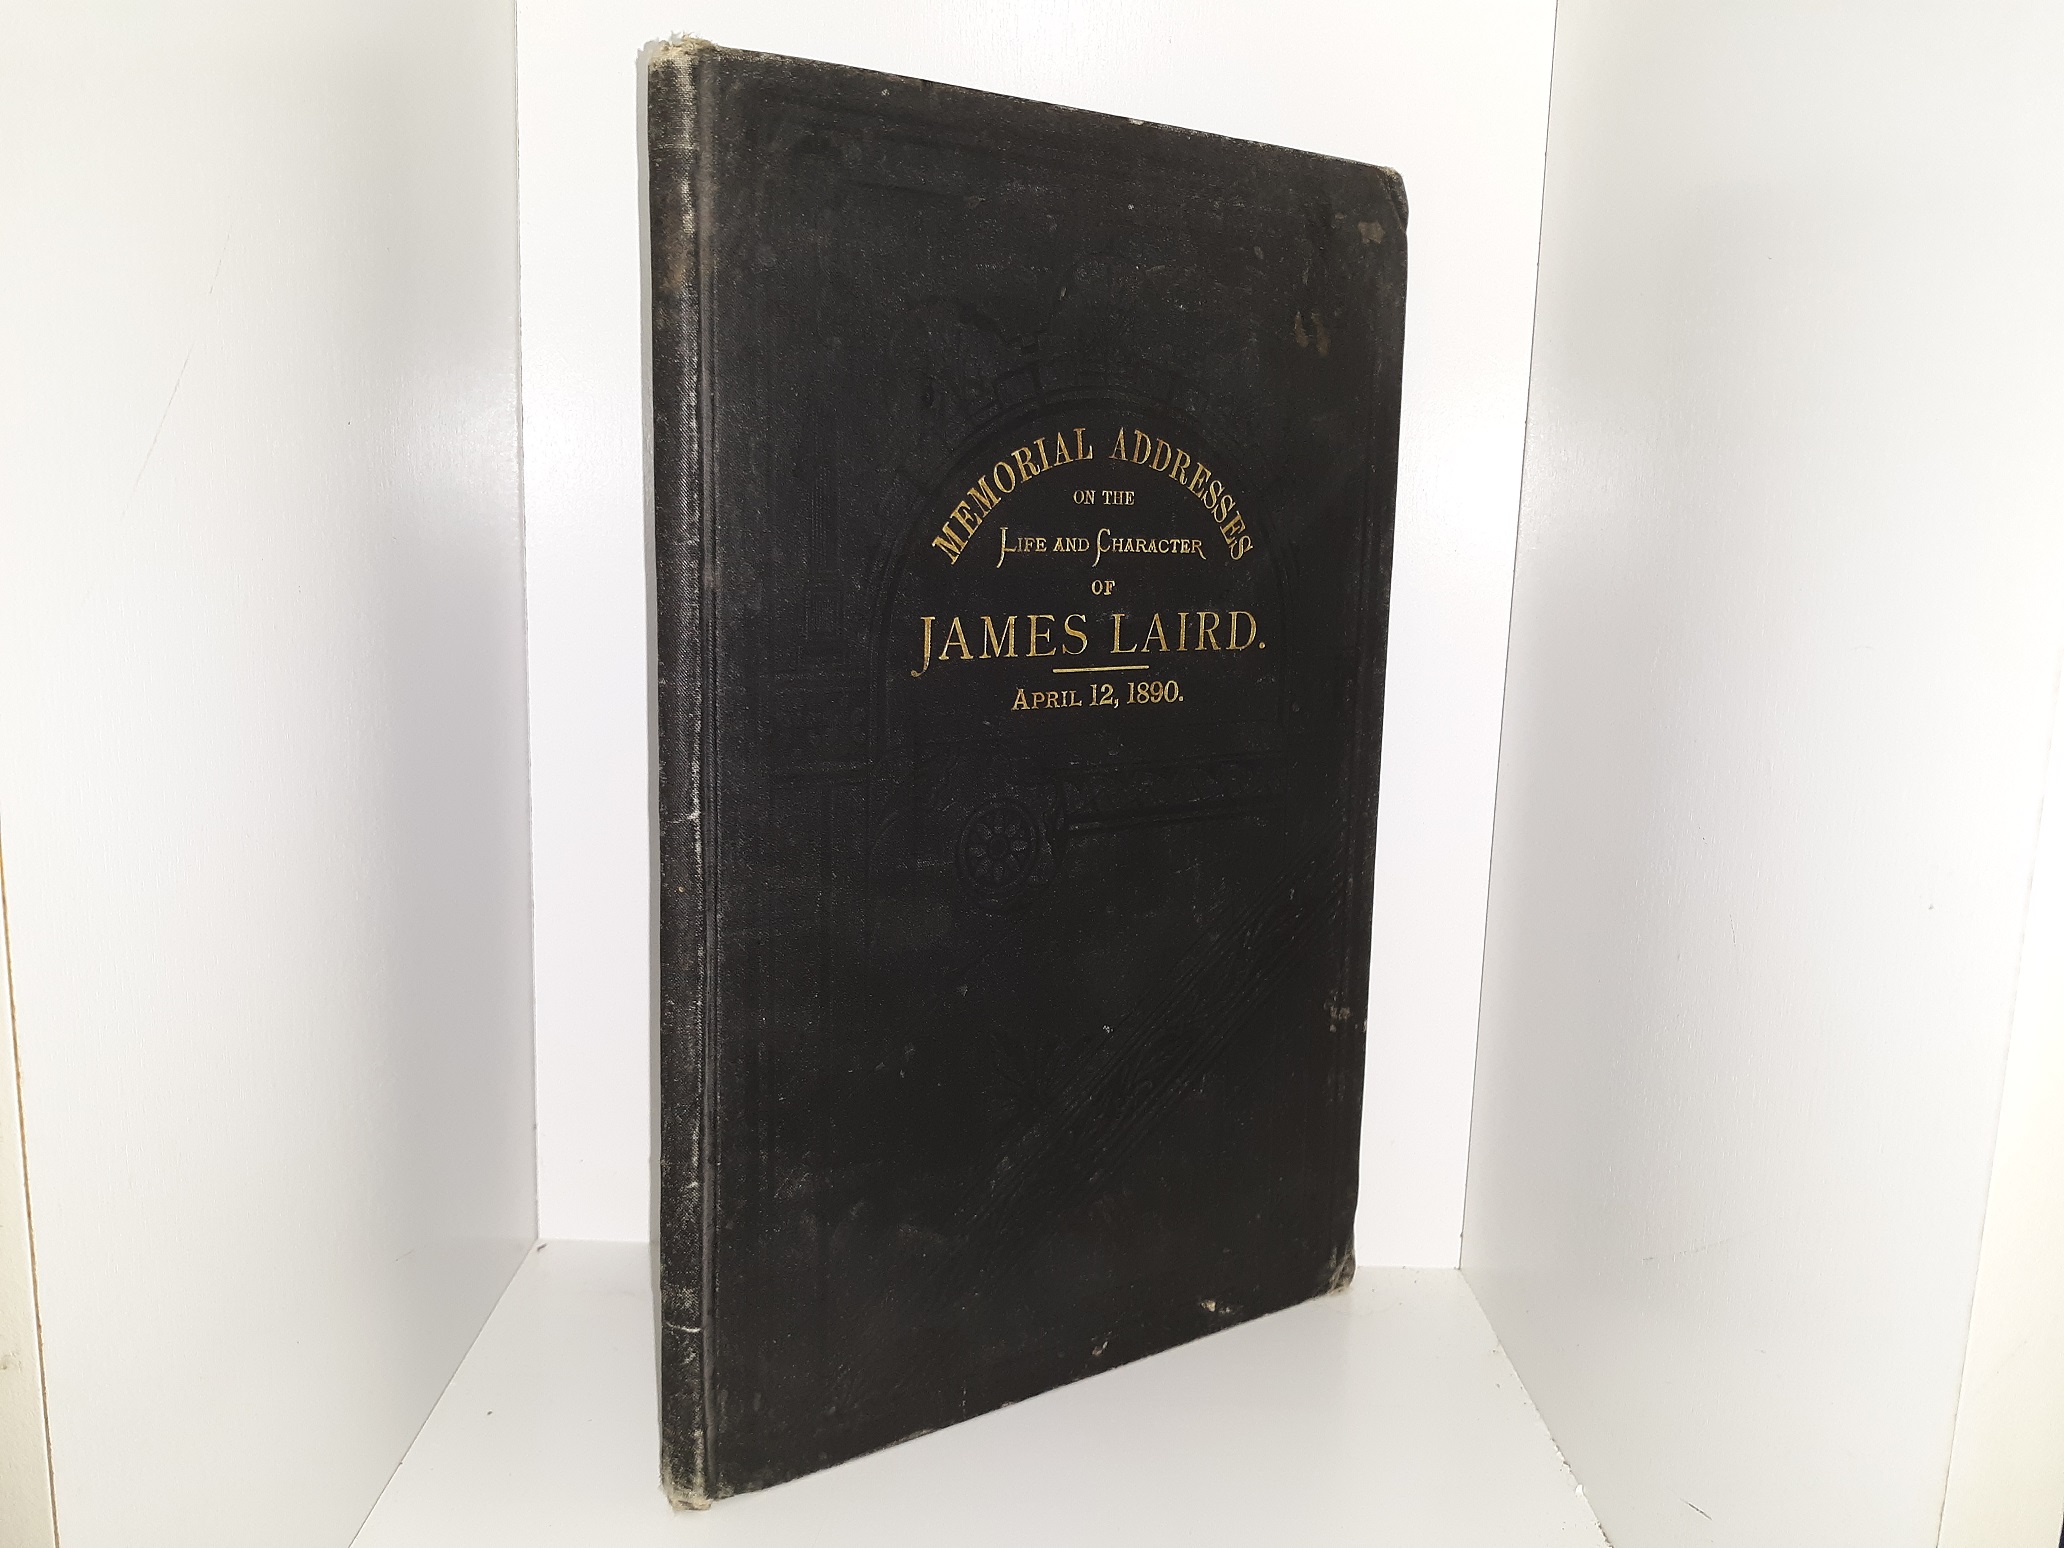 MEMORIAL ADDRESSES
ON THE
LIFE AND CHARACTER
OF
JAMES LAIRD.
APRIL 12, 1890.